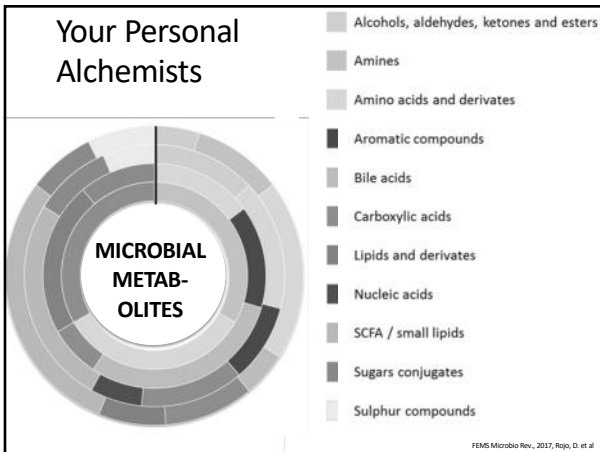 Your Personal
Alchemists
MICROBIAL
METAB-
OLITES
Alcohols, aldehydes, ketones and esters
Amines
Amino acids and derivates
Aromatic compounds
Bile acids
Carboxylic acids
Lipids and derivates
Nucleic acids
SCFA / small lipids
Sugars conjugates
Sulphur compounds
FEMS Microbio Rev., 2017, Rojo, D. et al